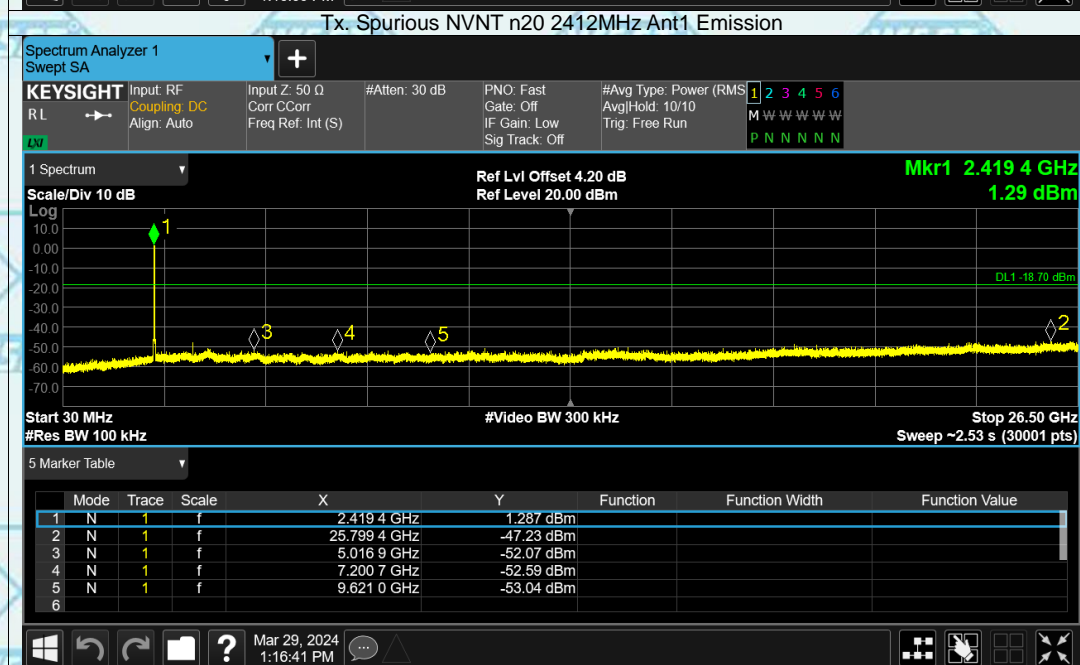 Tx. Spurious NVNT n20 2412MHz Ant1 Emission
Spectrum Analyzer 1
Swept SA
+
KEYSIGHT Input: RF Input Z: 50 Ω #Atten: 30 dB PNO: Fast #Avg Type: Power (RMS 1 2 3 4 5 6
RL Coupling: DC Corr CCorr Gate: Off Avg|Hold: 10/10 M W W W W W
Align: Auto Freq Ref: Int (S) IF Gain: Low Trig: Free Run
LXI Sig Track: Off P N N N N N
1 Spectrum
Ref Lvl Offset 4.20 dB Mkr1 2.419 4 GHz
Scale/Div 10 dB Ref Level 20.00 dBm 1.29 dBm
Log
1
10.0
0.00
-10.0
DL1 -18.70 dBm
-20.0
-30.0
-40.0
3 4 5 2
-50.0
-60.0
-70.0
Start 30 MHz #Video BW 300 kHz Stop 26.50 GHz
#Res BW 100 kHz Sweep ~2.53 s (30001 pts)
5 Marker Table
Mode Trace Scale X Y Function Function Width Function Value
1 N 1 f 2.419 4 GHz 1.287 dBm
2 N 1 f 25.799 4 GHz -47.23 dBm
3 N 1 f 5.016 9 GHz -52.07 dBm
4 N 1 f 7.200 7 GHz -52.59 dBm
5 N 1 f 9.621 0 GHz -53.04 dBm
6
? Mar 29, 2024
1:16:41 PM